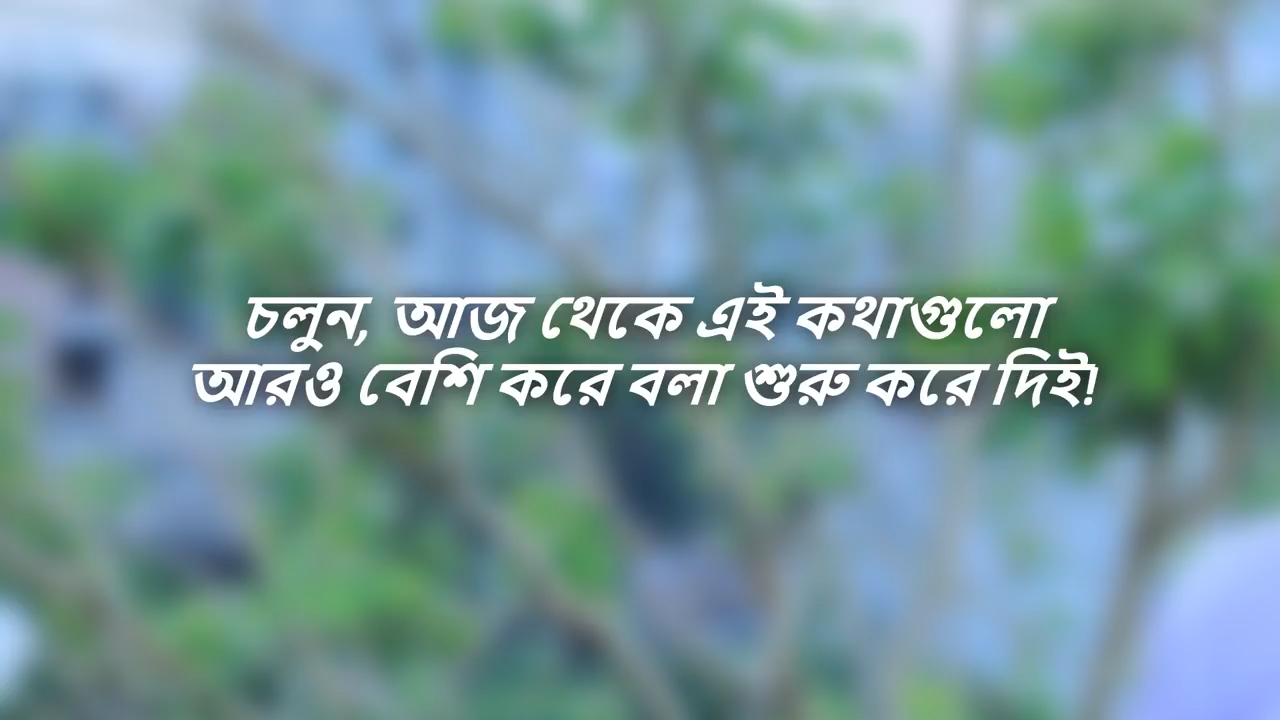 চলুন, আজ থেকে এই কথাগুলো
আরও বেশি করে বলা শুরু করে দিই!